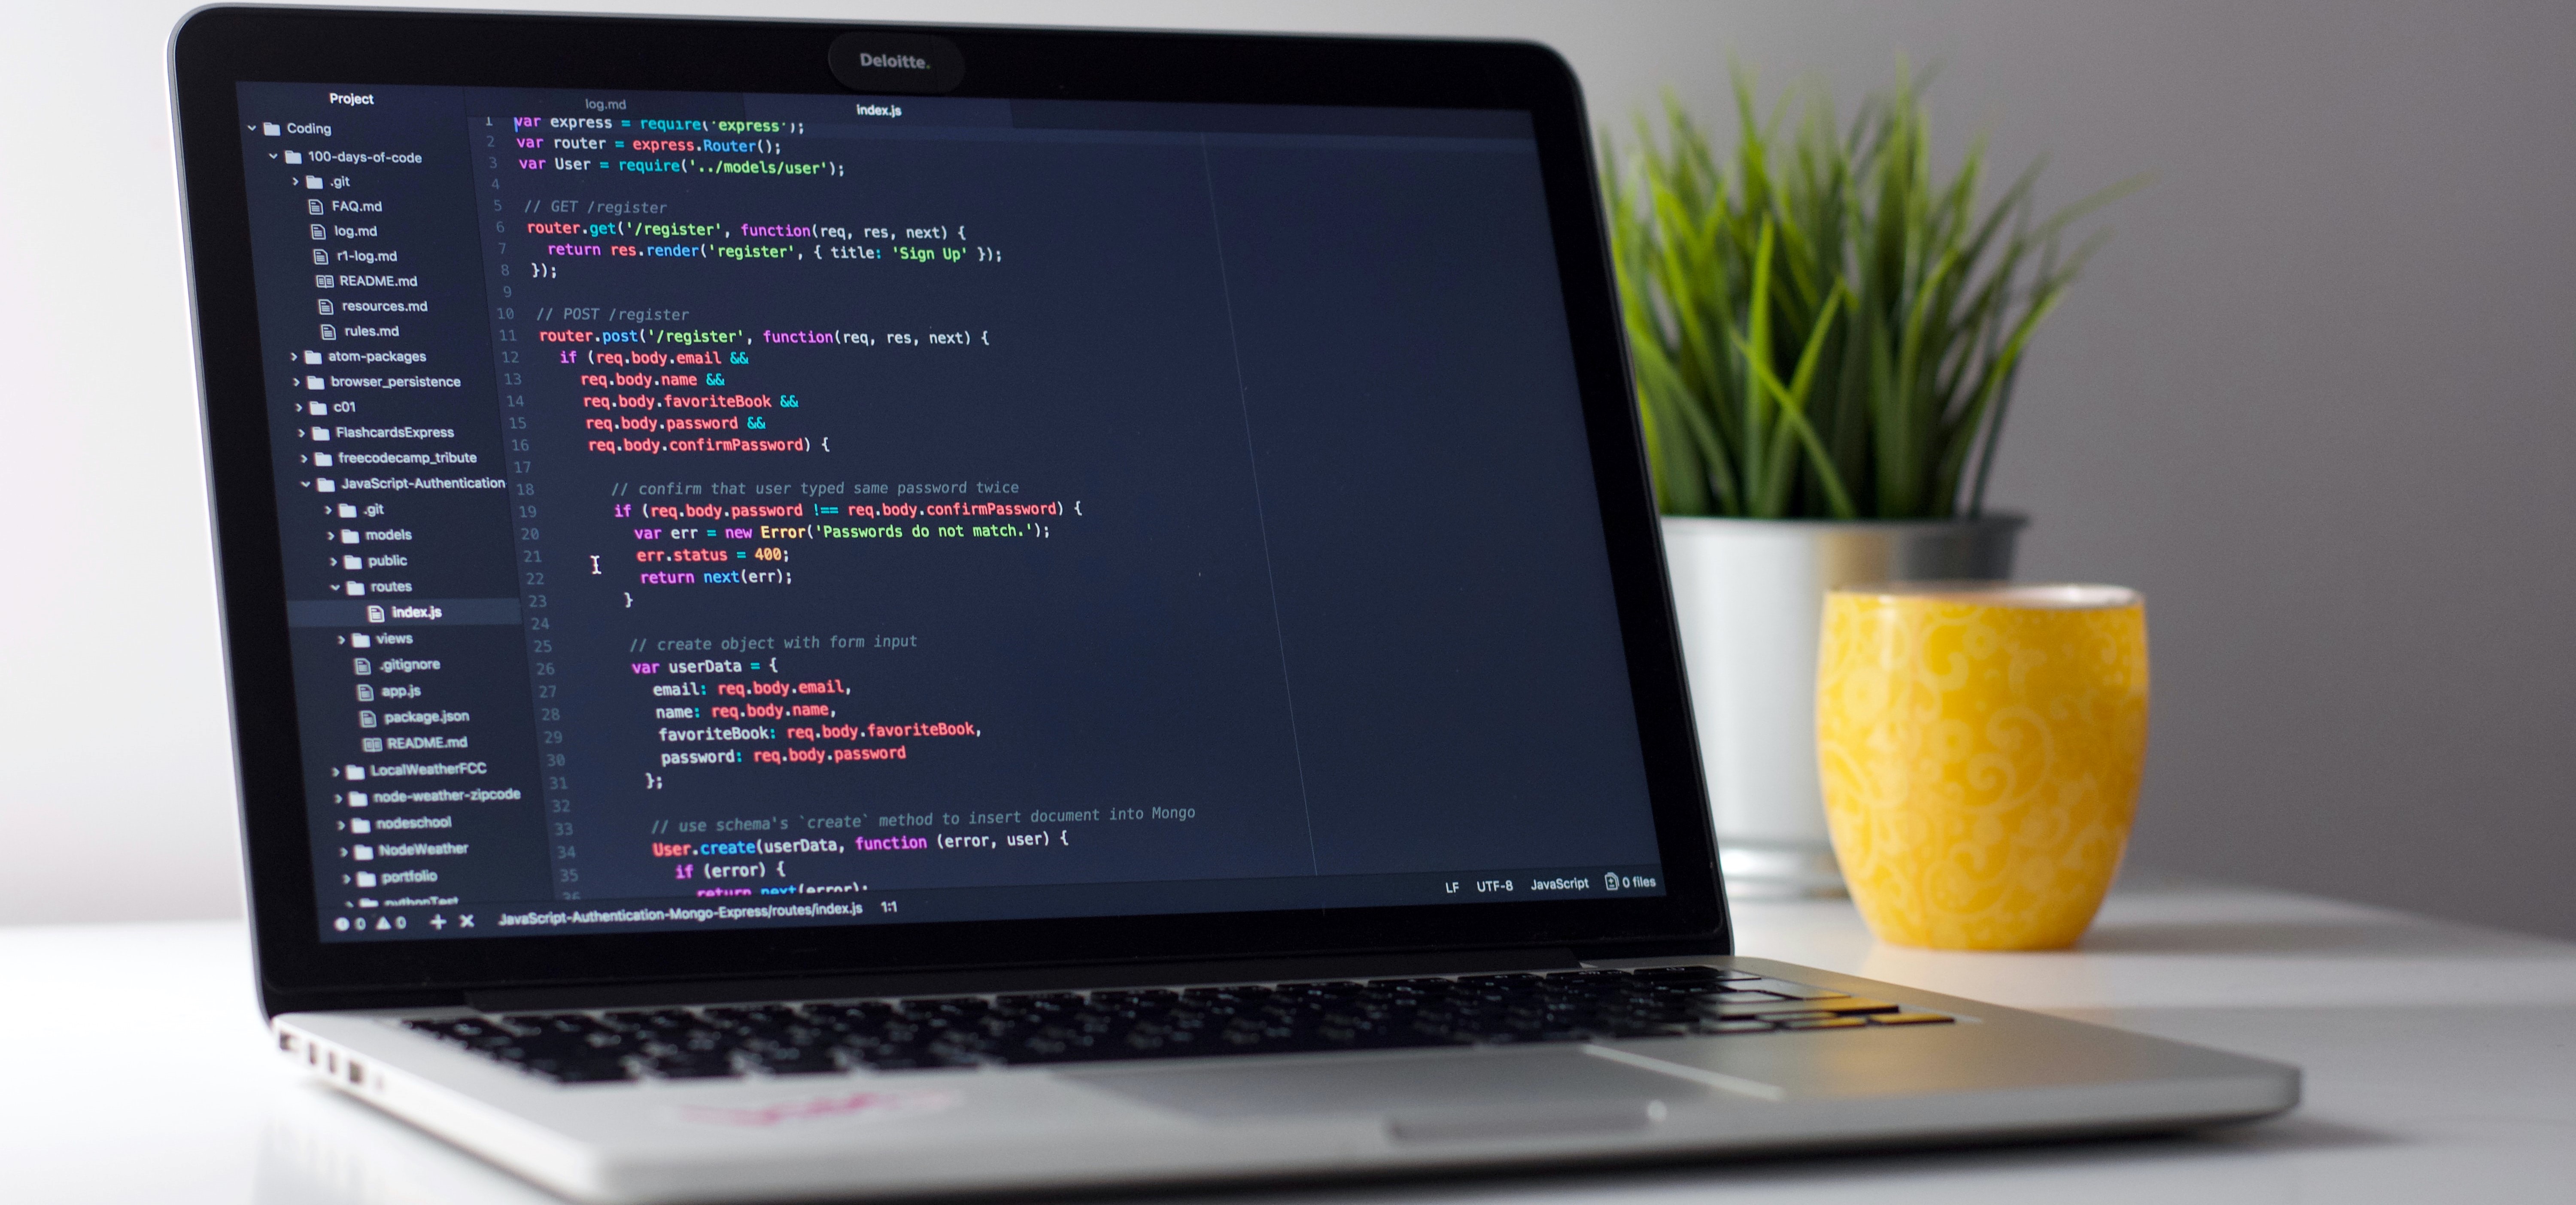 Deloitte.
Project
Coding
100-days-of-code
.git
FAQ.md
log.md
r1-log.md
README.md
resources.md
rules.md
atom-packages
browser_persistence
c01
FlashcardsExpress
freecodecamp_tribute
JavaScript-Authentication
.git
models
public
routes
index.js
views
.gitignore
app.js
package.json
README.md
LocalWeatherFCC
node-weather-zipcode
nodeschool
NodeWeather
portfolio
pythonTest
log.md index.js
1 var express = require('express');
2 var router = express.Router();
3 var User = require('../models/user');
4
5 // GET /register
6 router.get('/register', function(req, res, next) {
7 return res.render('register', { title: 'Sign Up' });
8 });
9
10 // POST /register
11 router.post('/register', function(req, res, next) {
12 if (req.body.email &&
13 req.body.name &&
14 req.body.favoriteBook &&
15 req.body.password &&
16 req.body.confirmPassword) {
17
18 // confirm that user typed same password twice
19 if (req.body.password !== req.body.confirmPassword) {
20 var err = new Error('Passwords do not match.');
21 err.status = 400;
22 return next(err);
23 }
24
25 // create object with form input
26 var userData = {
27 email: req.body.email,
28 name: req.body.name,
29 favoriteBook: req.body.favoriteBook,
30 password: req.body.password
31 };
32
33 // use schema's `create` method to insert document into Mongo
34 User.create(userData, function (error, user) {
35 if (error) {
36 return next(error);
0 0 JavaScript-Authentication-Mongo-Express/routes/index.js 1:1 LF UTF-8 JavaScript 0 files